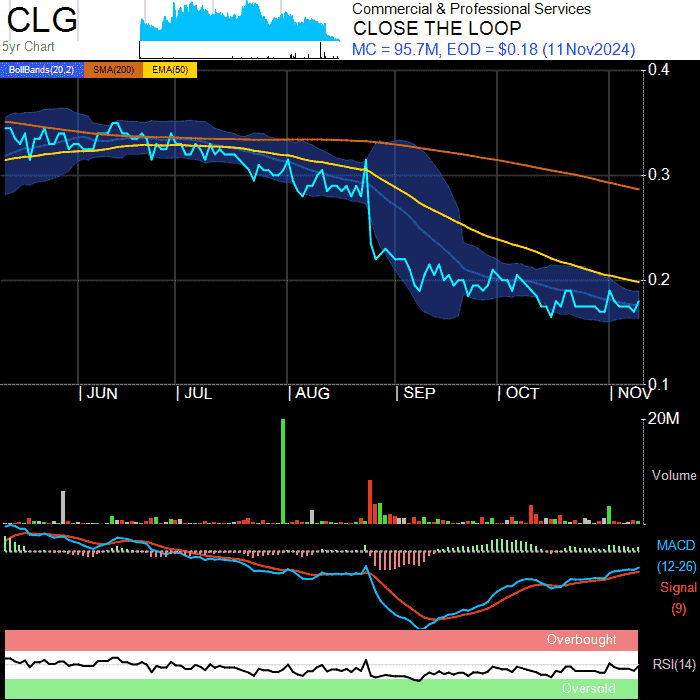 CLG
5yr Chart
Commercial & Professional Services
CLOSE THE LOOP
MC = 95.7M, EOD = $0.18 (11Nov2024)
BollBands(20,2) SMA(200) EMA(50)
0.4
0.3
0.2
0.1
JUN JUL AUG SEP OCT NOV
20M
Volume
MACD
(12-26)
Signal
(9)
Overbought
RSI(14)
Oversold